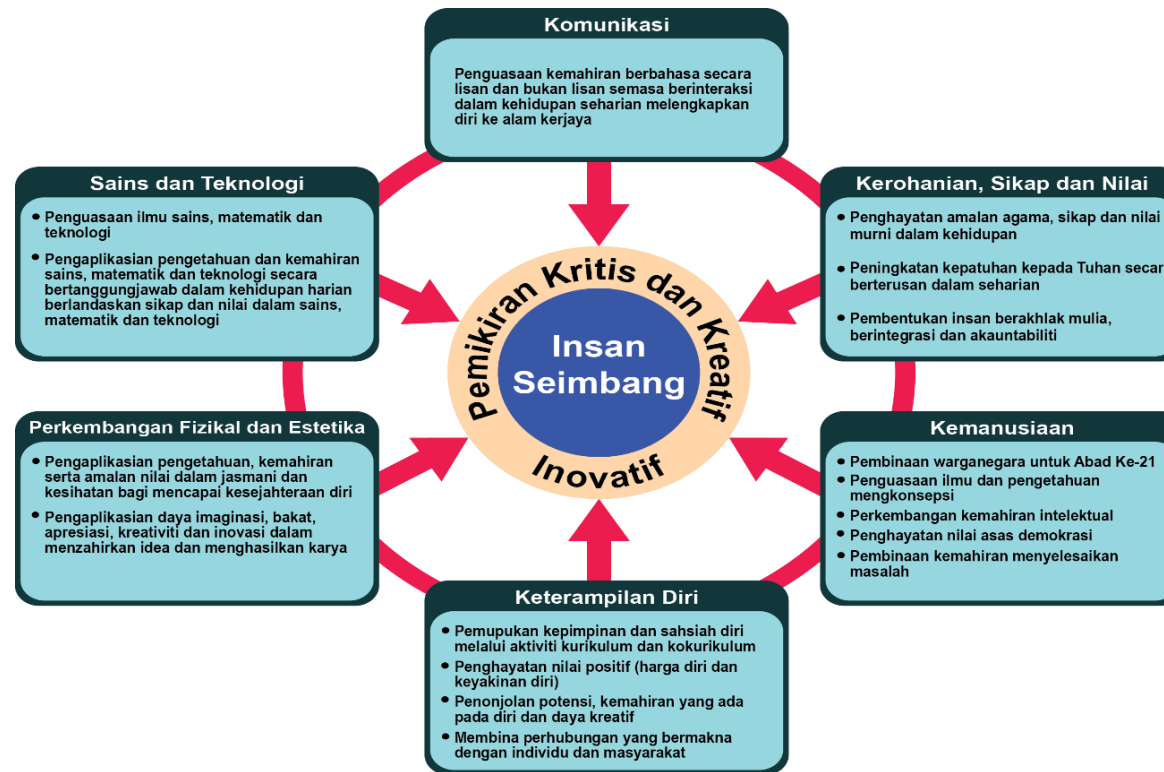 Komunikasi
Penguasaan kemahiran berbahasa secara
lisan dan bukan lisan semasa berinteraksi
dalam kehidupan seharian melengkapkan
diri ke alam kerjaya
Sains dan Teknologi
• Penguasaan ilmu sains, matematik dan
teknologi
• Pengaplikasian pengetahuan dan kemahiran
sains, matematik dan teknologi secara
bertanggungjawab dalam kehidupan harian
berlandaskan sikap dan nilai dalam sains,
matematik dan teknologi
Kerohanian, Sikap dan Nilai
• Penghayatan amalan agama, sikap dan nilai
murni dalam kehidupan
• Peningkatan kepatuhan kepada Tuhan secar
berterusan dalam seharian
• Pembentukan insan berakhlak mulia,
berintegrasi dan akauntabiliti
Pemikiran Kritis dan Kreatif
Insan
Seimbang
Inovatif
Perkembangan Fizikal dan Estetika
• Pengaplikasian pengetahuan, kemahiran
serta amalan nilai dalam jasmani dan
kesihatan bagi mencapai kesejahteraan diri
• Pengaplikasian daya imaginasi, bakat,
apresiasi, kreativiti dan inovasi dalam
menzahirkan idea dan menghasilkan karya
Kemanusiaan
• Pembinaan warganegara untuk Abad Ke-21
• Penguasaan ilmu dan pengetahuan
mengkonsepsi
• Perkembangan kemahiran intelektual
• Penghayatan nilai asas demokrasi
• Pembinaan kemahiran menyelesaikan
masalah
Keterampilan Diri
• Pemupukan kepimpinan dan sahsiah diri
melalui aktiviti kurikulum dan kokurikulum
• Penghayatan nilai positif (harga diri dan
keyakinan diri)
• Penonjolan potensi, kemahiran yang ada
pada diri dan daya kreatif
• Membina perhubungan yang bermakna
dengan individu dan masyarakat